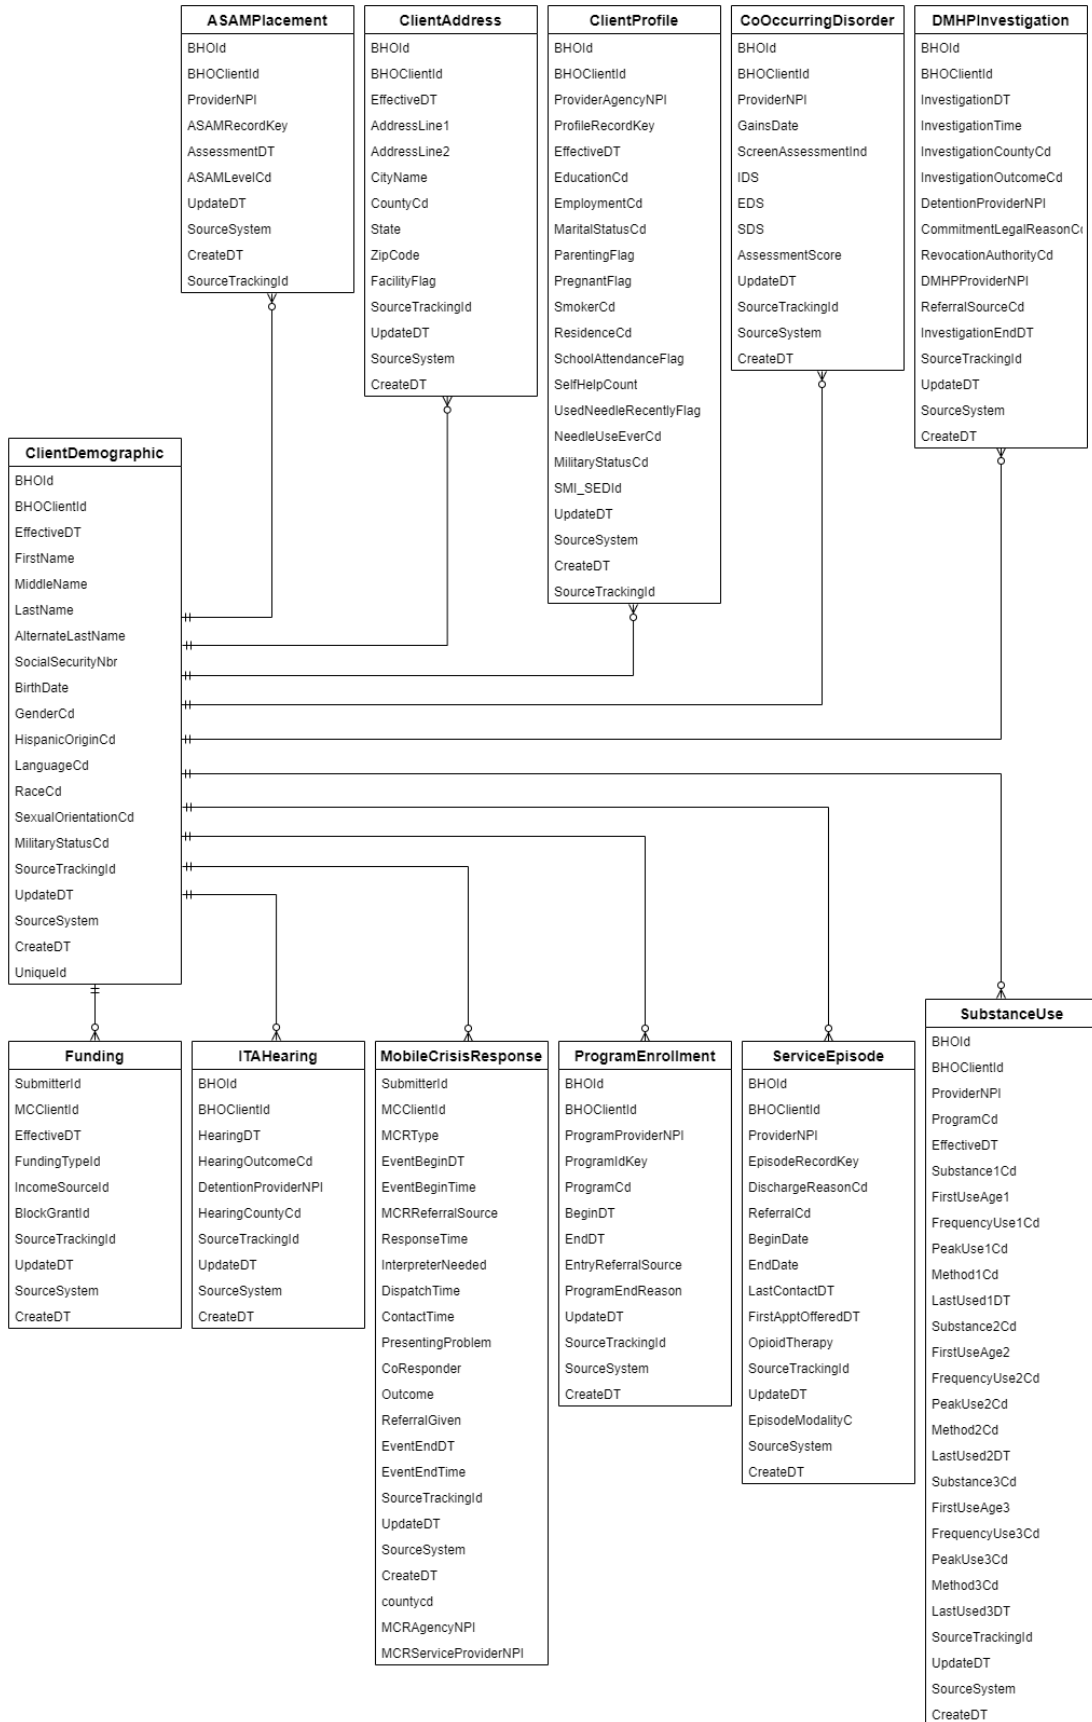 ASAMPlacement
BHOId
BHOClientId
ProviderNPI
ASAMRecordKey
AssessmentDT
ASAMLevelCd
UpdateDT
SourceSystem
CreateDT
SourceTrackingId
ClientAddress
BHOId
BHOClientId
EffectiveDT
AddressLine1
AddressLine2
CityName
CountyCd
State
ZipCode
FacilityFlag
SourceTrackingId
UpdateDT
SourceSystem
CreateDT
ClientProfile
BHOId
BHOClientId
ProviderAgencyNPI
ProfileRecordKey
EffectiveDT
EducationCd
EmploymentCd
MaritalStatusCd
ParentingFlag
PregnantFlag
SmokerCd
ResidenceCd
SchoolAttendanceFlag
SelfHelpCount
UsedNeedleRecentlyFlag
NeedleUseEverCd
MilitaryStatusCd
SMI_SEDId
UpdateDT
SourceSystem
CreateDT
SourceTrackingId
CoOccurringDisorder
BHOId
BHOClientId
ProviderNPI
GainsDate
ScreenAssessmentInd
IDS
EDS
SDS
AssessmentScore
UpdateDT
SourceTrackingId
SourceSystem
CreateDT
DMHPInvestigation
BHOId
BHOClientId
InvestigationDT
InvestigationTime
InvestigationCountyCd
InvestigationOutcomeCd
DetentionProviderNPI
CommitmentLegalReasonCd
RevocationAuthorityCd
DMHPProviderNPI
ReferralSourceCd
InvestigationEndDT
SourceTrackingId
UpdateDT
SourceSystem
CreateDT
ClientDemographic
BHOId
BHOClientId
EffectiveDT
FirstName
MiddleName
LastName
AlternateLastName
SocialSecurityNbr
BirthDate
GenderCd
HispanicOriginCd
LanguageCd
RaceCd
SexualOrientationCd
MilitaryStatusCd
SourceTrackingId
UpdateDT
SourceSystem
CreateDT
UniqueId
Funding
SubmitterId
MCClientId
EffectiveDT
FundingTypeId
IncomeSourceId
BlockGrantId
SourceTrackingId
UpdateDT
SourceSystem
CreateDT
ITAHearing
BHOId
BHOClientId
HearingDT
HearingOutcomeCd
DetentionProviderNPI
HearingCountyCd
SourceTrackingId
UpdateDT
SourceSystem
CreateDT
MobileCrisisResponse
SubmitterId
MCClientId
MCRType
EventBeginDT
EventBeginTime
MCRReferralSource
ResponseTime
InterpreterNeeded
DispatchTime
ContactTime
PresentingProblem
CoResponder
Outcome
ReferralGiven
EventEndDT
EventEndTime
SourceTrackingId
UpdateDT
SourceSystem
CreateDT
countycd
MCRAgencyNPI
MCRServiceProviderNPI
ProgramEnrollment
BHOId
BHOClientId
ProgramProviderNPI
ProgramIdKey
ProgramCd
BeginDT
EndDT
EntryReferralSource
ProgramEndReason
UpdateDT
SourceTrackingId
SourceSystem
CreateDT
ServiceEpisode
BHOId
BHOClientId
ProviderNPI
EpisodeRecordKey
DischargeReasonCd
ReferralCd
BeginDate
EndDate
LastContactDT
FirstApptOfferedDT
OpioidTherapy
SourceTrackingId
UpdateDT
EpisodeModalityC
SourceSystem
CreateDT
SubstanceUse
BHOId
BHOClientId
ProviderNPI
ProgramCd
EffectiveDT
Substance1Cd
FirstUseAge1
FrequencyUse1Cd
PeakUse1Cd
Method1Cd
LastUsed1DT
Substance2Cd
FirstUseAge2
FrequencyUse2Cd
PeakUse2Cd
Method2Cd
LastUsed2DT
Substance3Cd
FirstUseAge3
FrequencyUse3Cd
PeakUse3Cd
Method3Cd
LastUsed3DT
SourceTrackingId
UpdateDT
SourceSystem
CreateDT